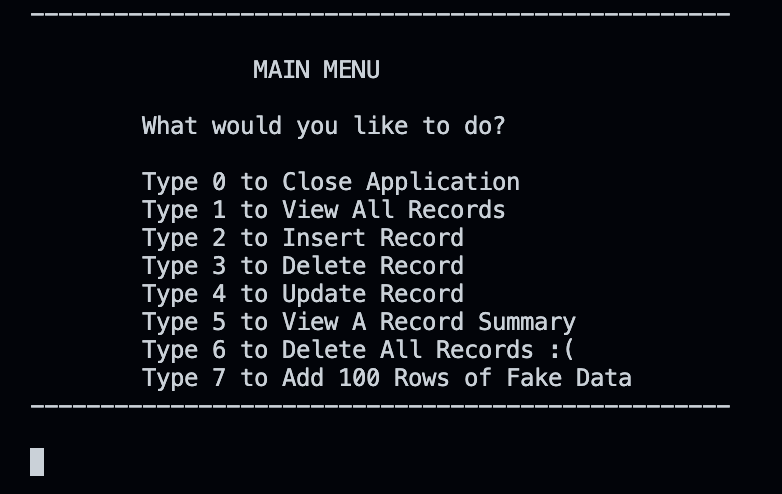 MAIN MENU
What would you like to do?
Type 0 to Close Application
Type 1 to View All Records
Type 2 to Insert Record
Type 3 to Delete Record
Type 4 to Update Record
Type 5 to View A Record Summary
Type 6 to Delete All Records :(
Type 7 to Add 100 Rows of Fake Data